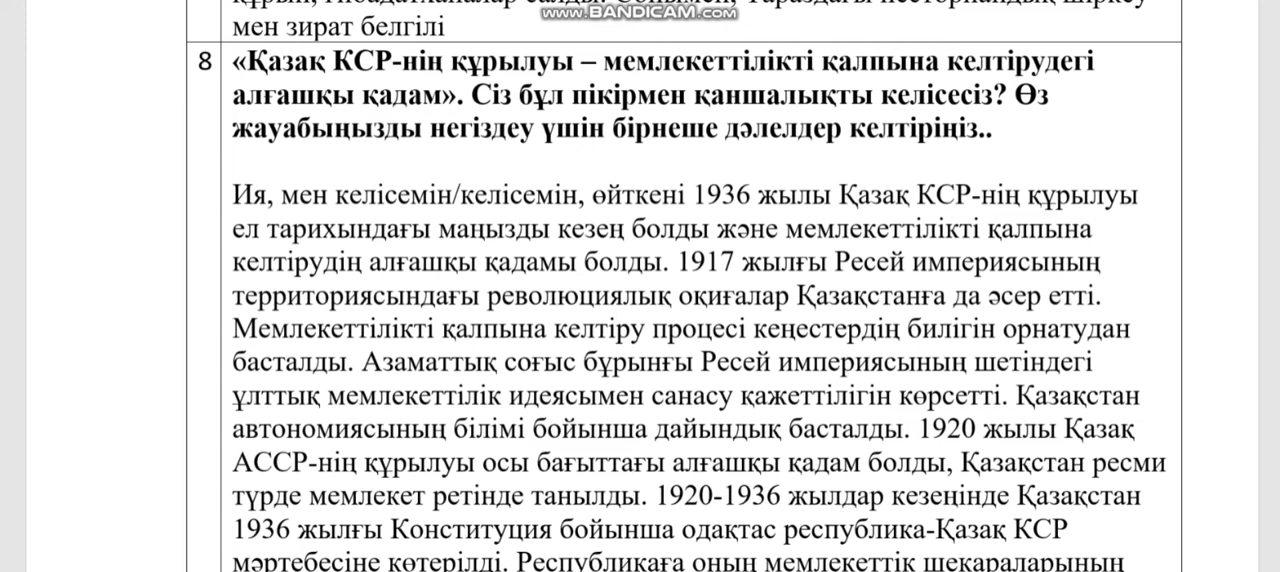 www.BANDICAM.com
мен зират белгілі
8 «Қазақ КСР-нің құрылуы – мемлекеттілікті қалпына келтірудегі
алғашқы қадам». Сіз бұл пікірмен қаншалықты келісесіз? Өз
жауабыңызды негіздеу үшін бірнеше дәлелдер келтіріңіз..
Ия, мен келісемін/келісемін, өйткені 1936 жылы Қазақ КСР-нің құрылуы
ел тарихындағы маңызды кезең болды және мемлекеттілікті қалпына
келтірудің алғашқы қадамы болды. 1917 жылғы Ресей империясының
территориясындағы революциялық оқиғалар Қазақстанға да әсер етті.
Мемлекеттілікті қалпына келтіру процесі кеңестердің билігін орнатудан
басталды. Азаматтық соғыс бұрынғы Ресей империясының шетіндегі
ұлттық мемлекеттілік идеясымен санасу қажеттілігін көрсетті. Қазақстан
автономиясының білімі бойынша дайындық басталды. 1920 жылы Қазақ
АССР-нің құрылуы осы бағыттағы алғашқы қадам болды, Қазақстан ресми
түрде мемлекет ретінде танылды. 1920-1936 жылдар кезеңінде Қазақстан
1936 жылғы Конституция бойынша одақтас республика-Қазақ КСР
мәртебесіне көтерілді. Республикаға оның мемлекеттік шекараларының